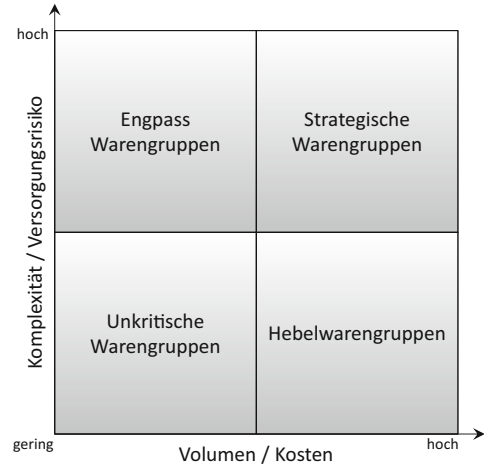 hoch
Engpass
Warengruppen
Strategische
Warengruppen
Komplexität / Versorgungsrisiko
Unkritische
Warengruppen
Hebelwarengruppen
gering
Volumen / Kosten
hoch